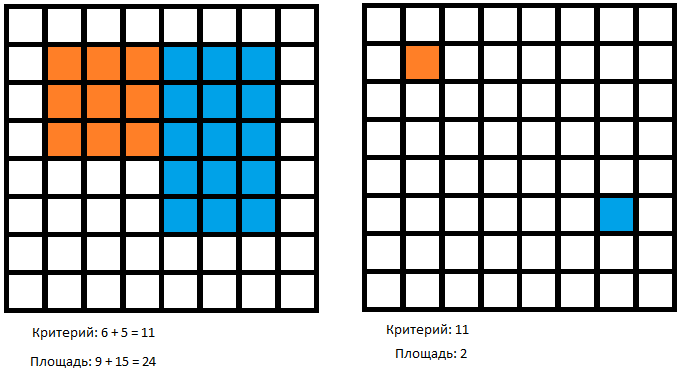 Критерий: 6 + 5 = 11
Площадь: 9 + 15 = 24
Критерий: 11
Площадь: 2